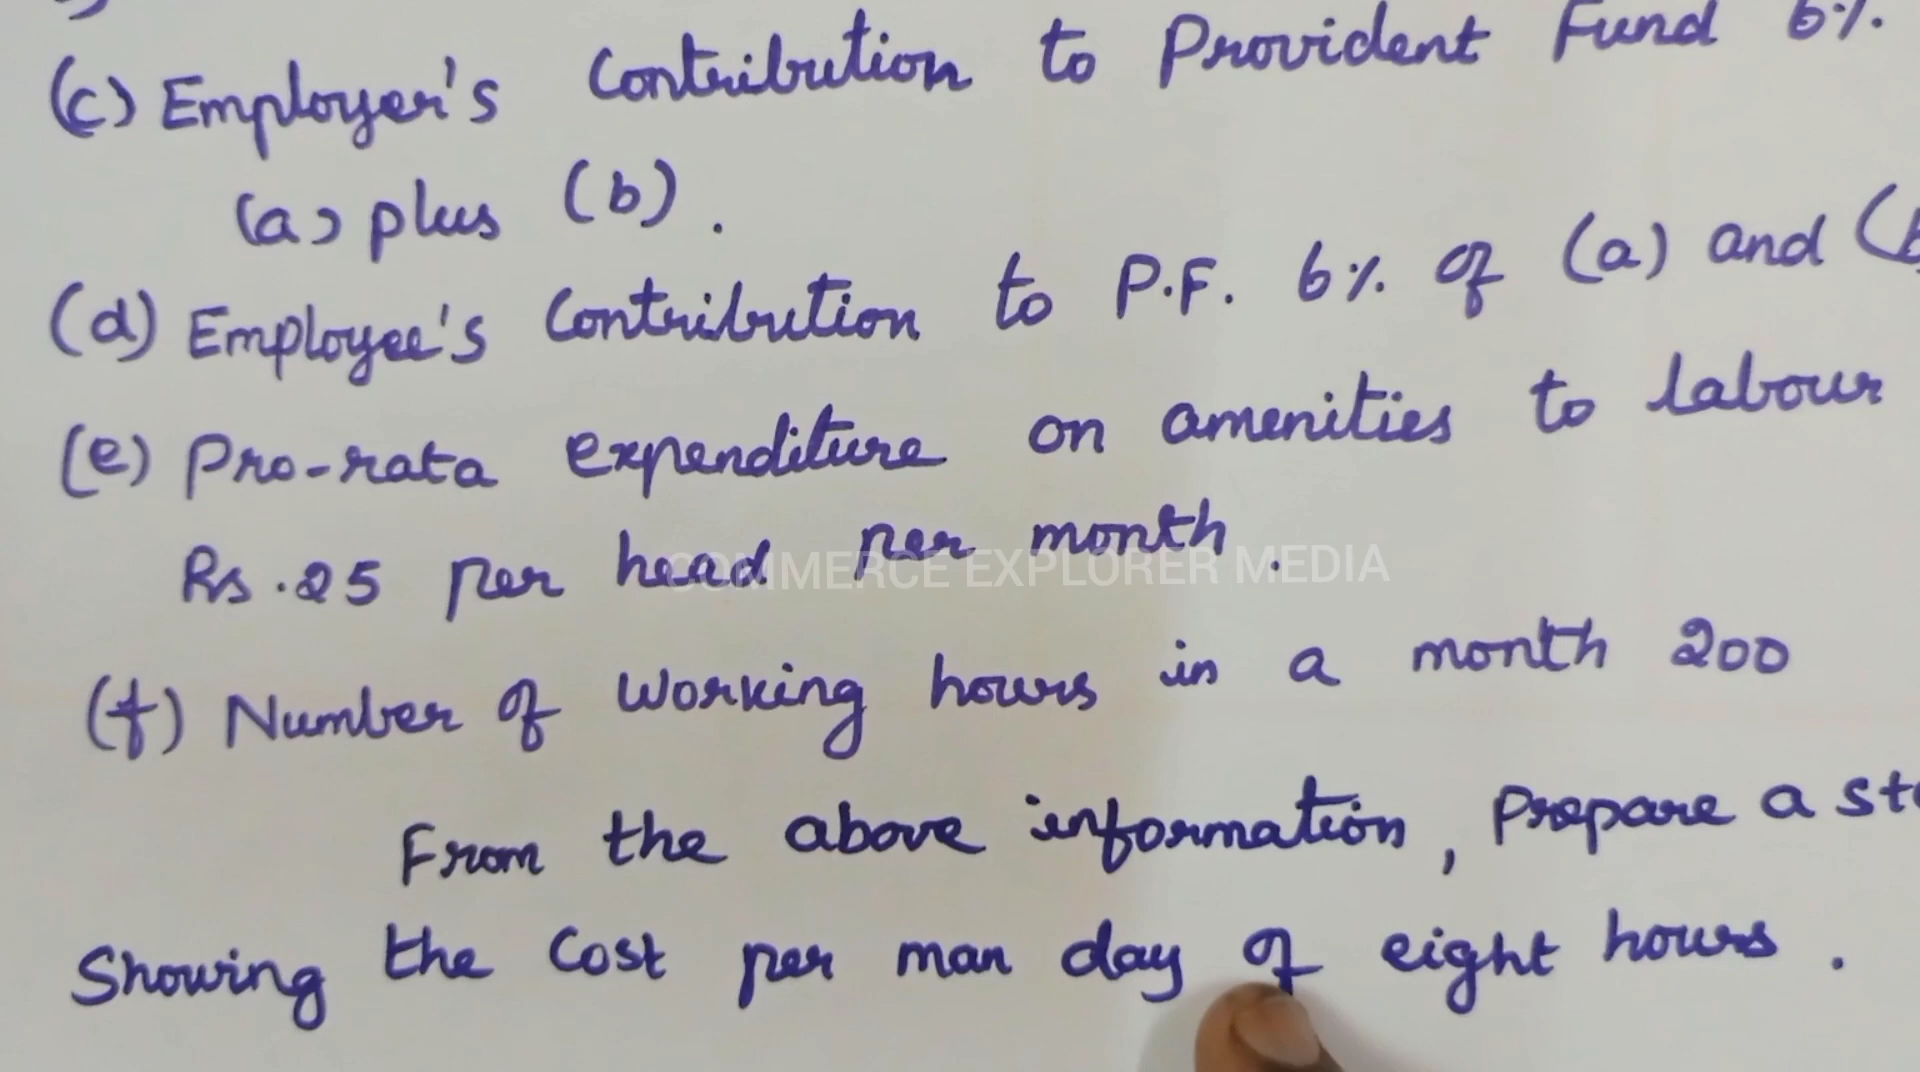 (c) Employer's Contribution to Provident Fund 6%.
(a) plus (b).
(d) Employee's Contribution to P.F. 6% of (a) and (b
(e) Pro-rata expenditure on amenities to labour
Rs.25 per head per month.
COMMERCE EXPLORER MEDIA
(f) Number of working hours in a month 200
From the above information, Prepare a st
Showing the Cost per man day of eight hours.